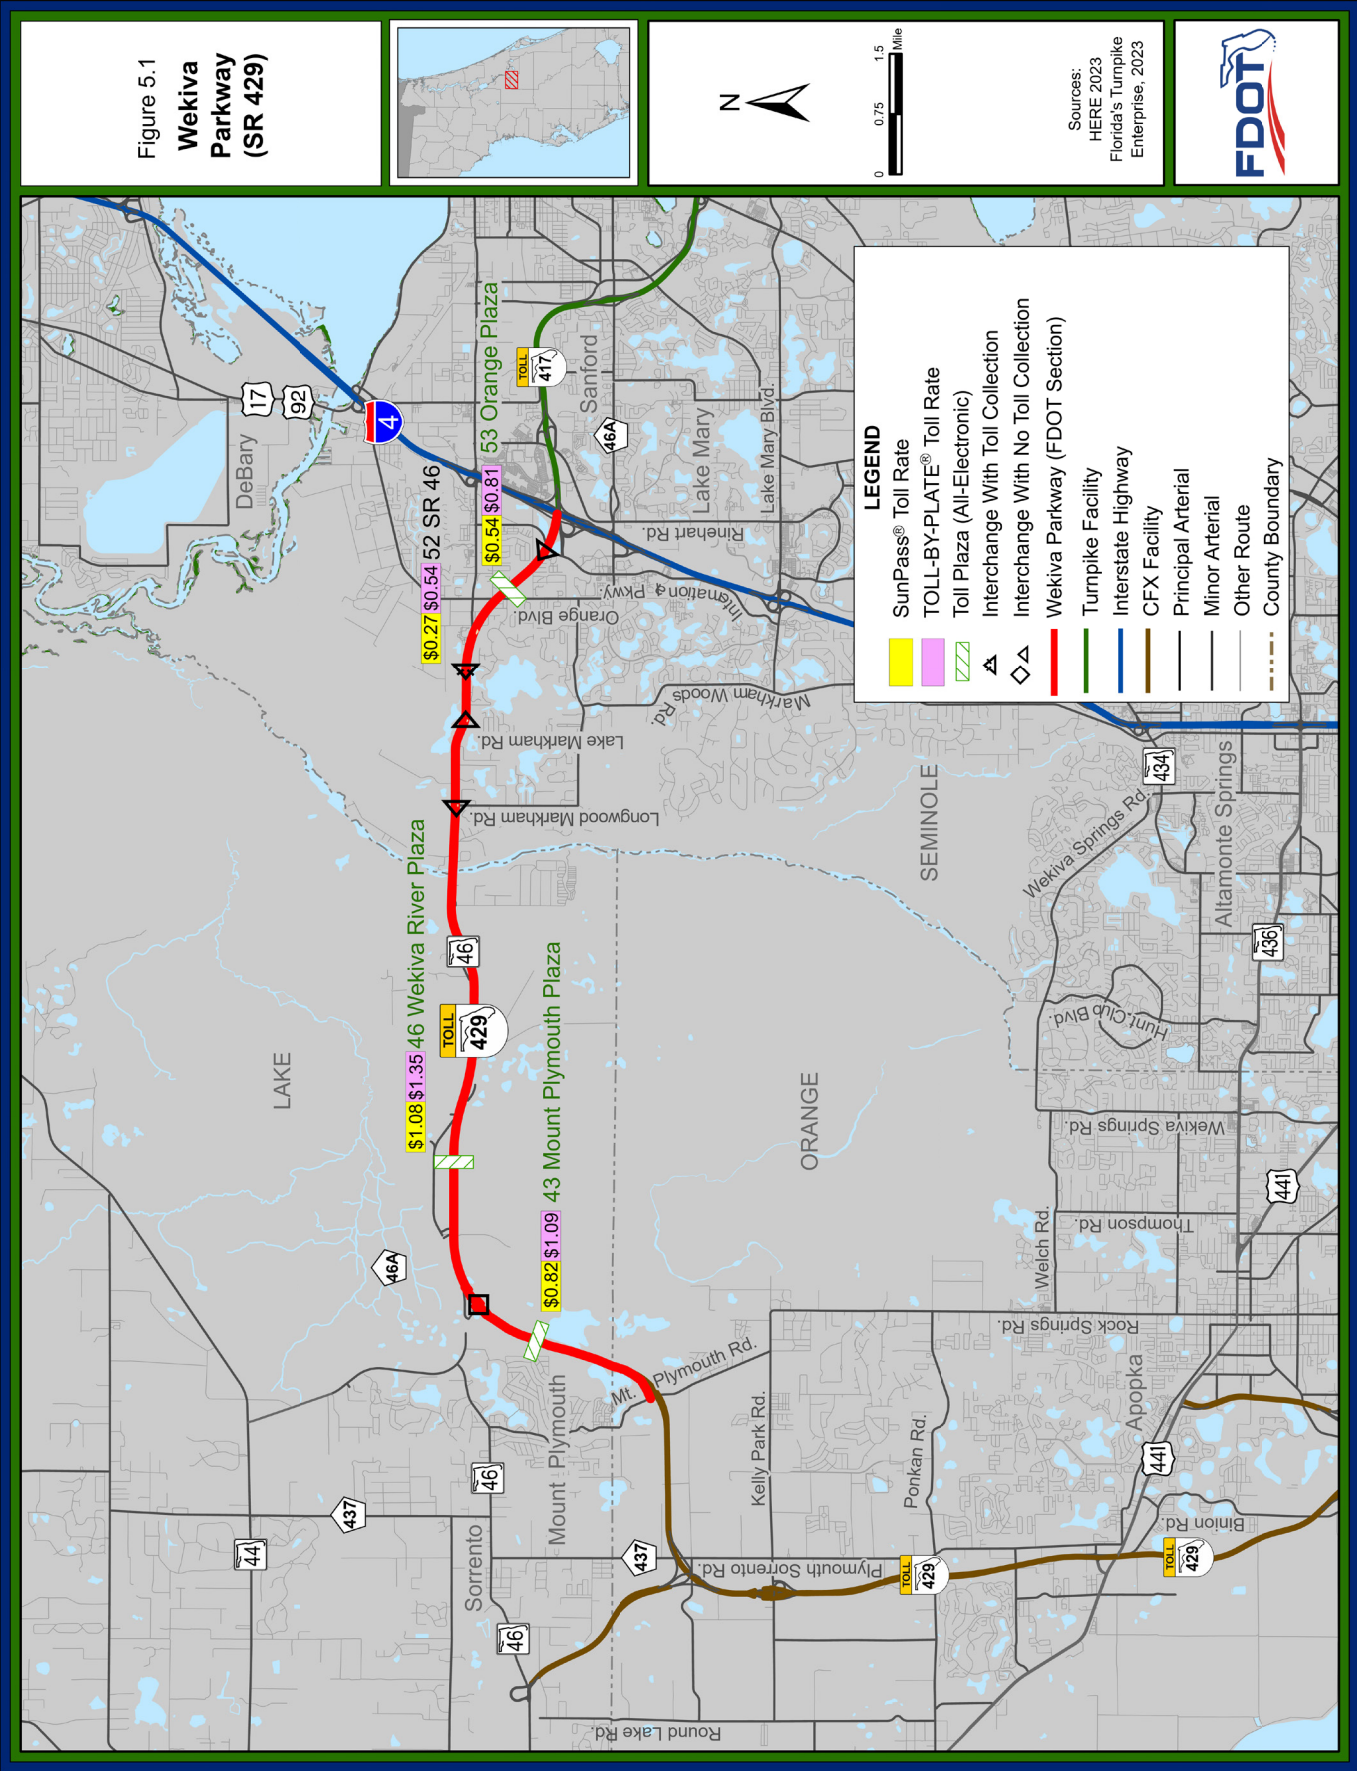 Figure 5.1
Wekiva
Parkway
(SR 429)
N
0
0.75
1.5
Mile
Sources:
HERE 2023
Florida's Turnpike
Enterprise, 2023
FDOT
LEGEND
SunPass® Toll Rate
TOLL-BY-PLATE® Toll Rate
Toll Plaza (All-Electronic)
Interchange With Toll Collection
Interchange With No Toll Collection
Wekiva Parkway (FDOT Section)
Turnpike Facility
Interstate Highway
CFX Facility
Principal Arterial
Minor Arterial
Other Route
County Boundary
17
92
DeBary
4
53 Orange Plaza
$0.54 $0.81
52 SR 46
$0.27 $0.54
TOLL
417
Sanford
46A
Lake Mary
Lake Mary Blvd.
Rinehart Rd.
International Pkwy.
Orange Blvd.
Markham Woods
Rd.
Lake Markham Rd.
Longwood Markham Rd.
46 Wekiva River Plaza
$1.08 $1.35
46
TOLL
429
43 Mount Plymouth Plaza
$0.82 $1.09
LAKE
SEMINOLE
ORANGE
434
Wekiva Springs Rd.
Altamonte Springs
436
Hunt Club Blvd.
Wekiva Springs Rd.
441
Thompson Rd.
Welch Rd.
Rock Springs Rd.
46A
Mt. Plymouth Rd.
Mount Plymouth
Kelly Park Rd.
Ponkan Rd.
Apopka
441
Binion Rd.
TOLL
429
46
437
44
Sorrento
437
Plymouth Sorrento Rd.
TOLL
429
46
Round Lake Rd.